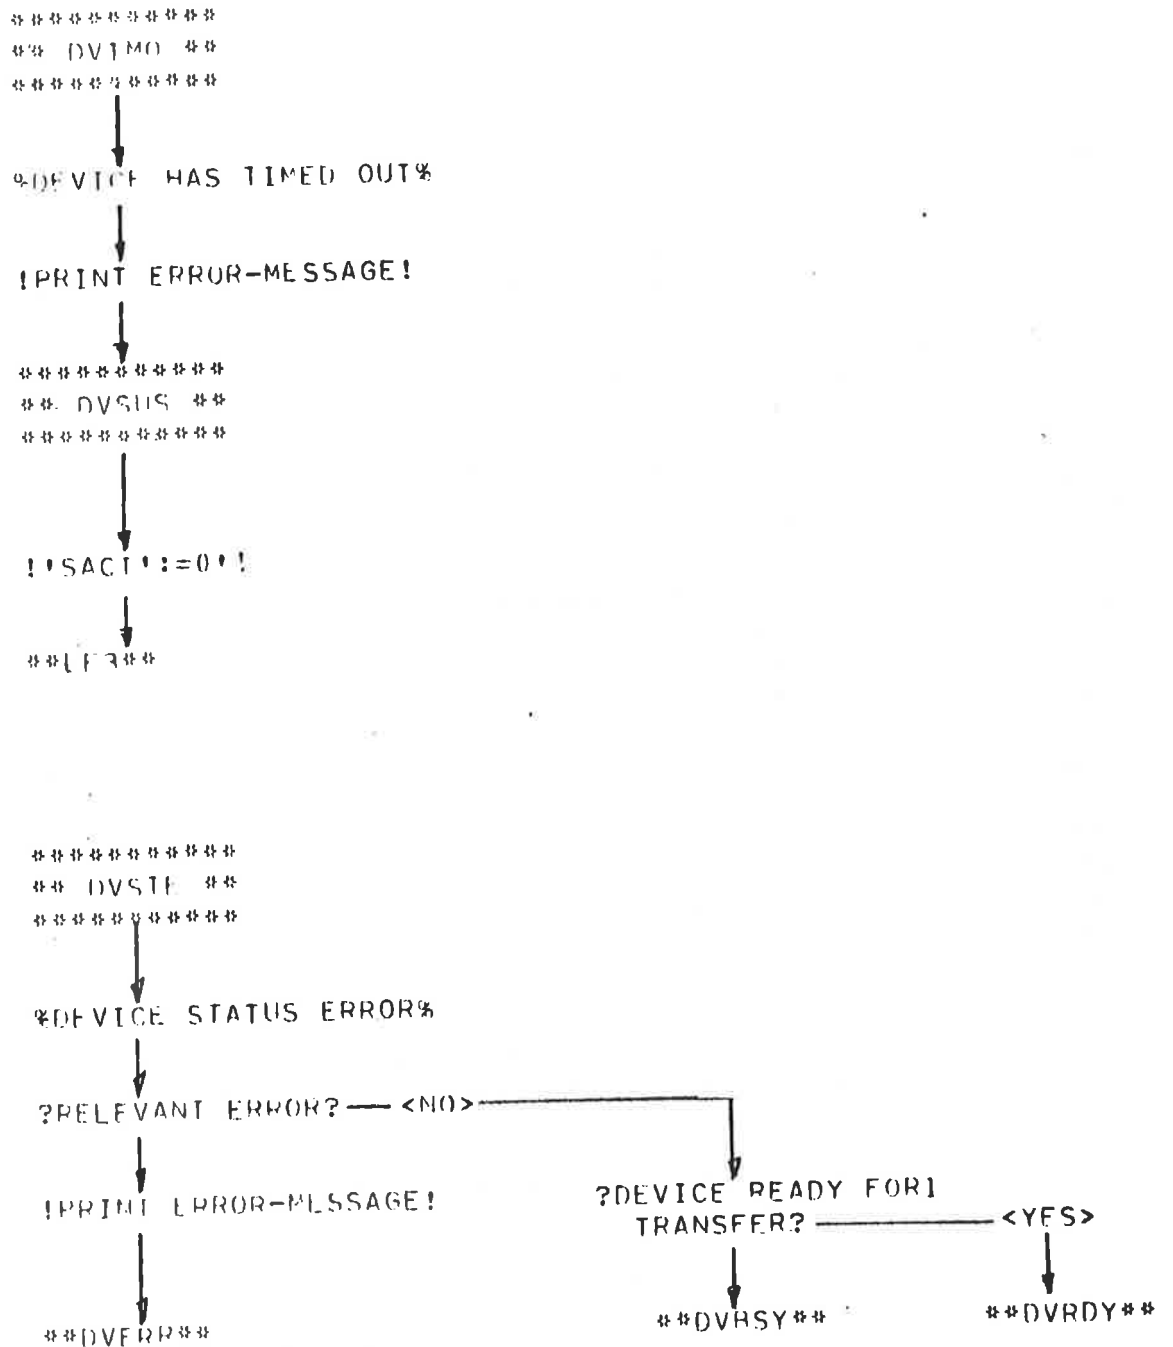 ***********
** DVTMO **
***********
%DEVICE HAS TIMED OUT%
!PRINT ERROR-MESSAGE!
***********
** DVSUS **
***********
!'SACT':=0'!
***********
** DVSTE **
***********
%DEVICE STATUS ERROR%
?RELEVANT ERROR? <NO>
!PRINT ERROR-MESSAGE!
?DEVICE READY FOR1
TRANSFER? <YES>
**DVERR**
**DVBSY**
**DVRDY**